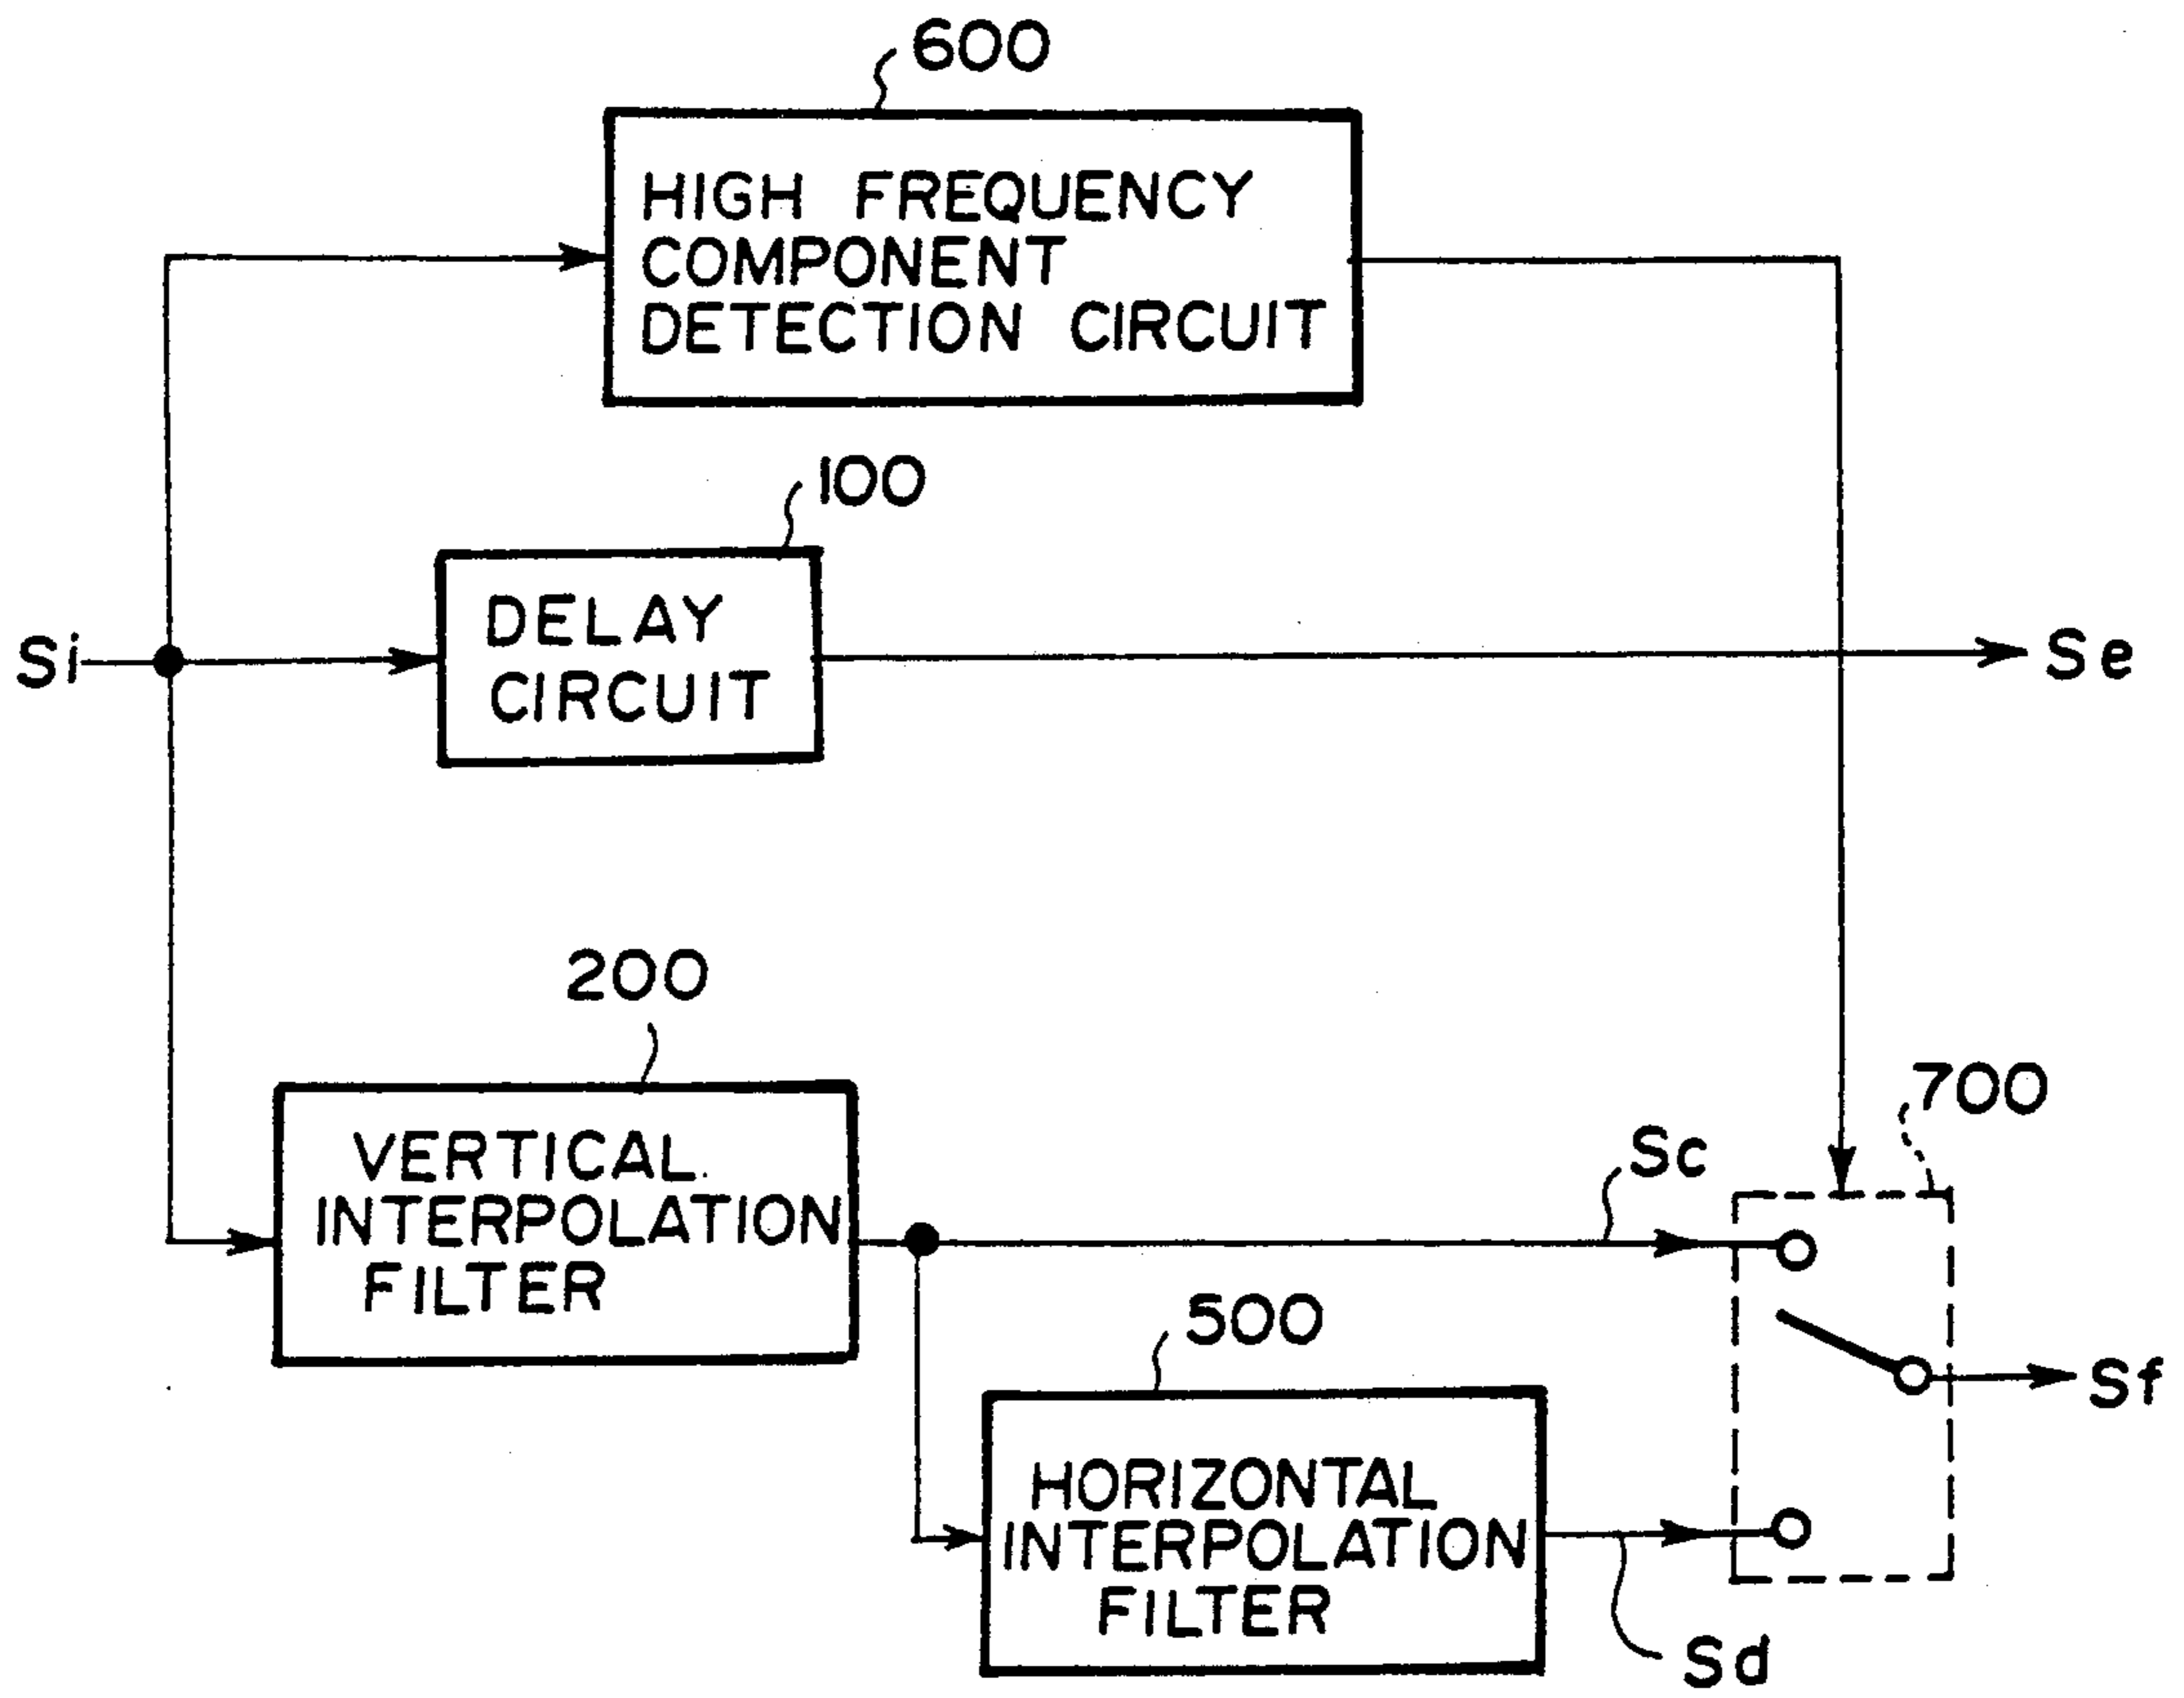 600
HIGH FREQUENCY
COMPONENT
DETECTION CIRCUIT
100
DELAY
CIRCUIT
Si
Se
200
VERTICAL
INTERPOLATION
FILTER
700
Sc
500
Sf
HORIZONTAL
INTERPOLATION
FILTER
Sd